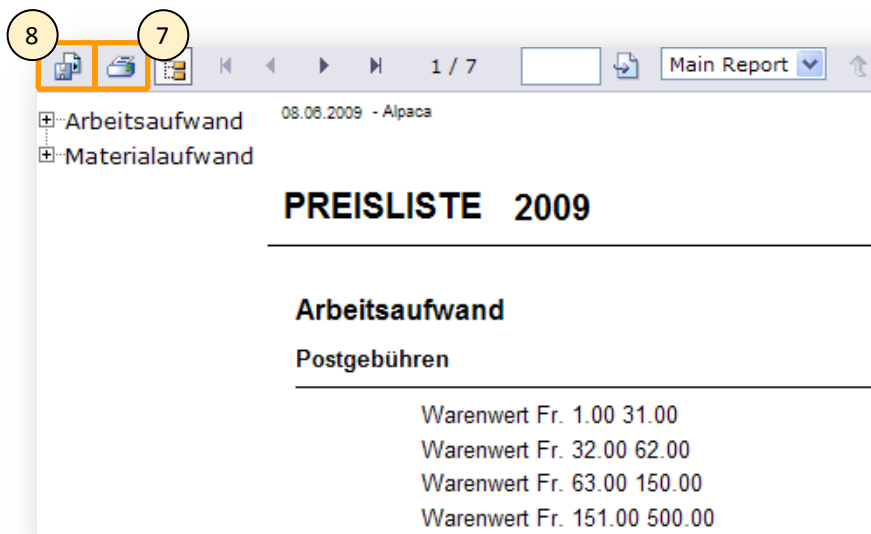 8 7
1 / 7 Main Report
Arbeitsaufwand
Materialaufwand
08.06.2009 - Alpaca
PREISLISTE 2009
Arbeitsaufwand
Postgebühren
Warenwert Fr. 1.00 31.00
Warenwert Fr. 32.00 62.00
Warenwert Fr. 63.00 150.00
Warenwert Fr. 151.00 500.00